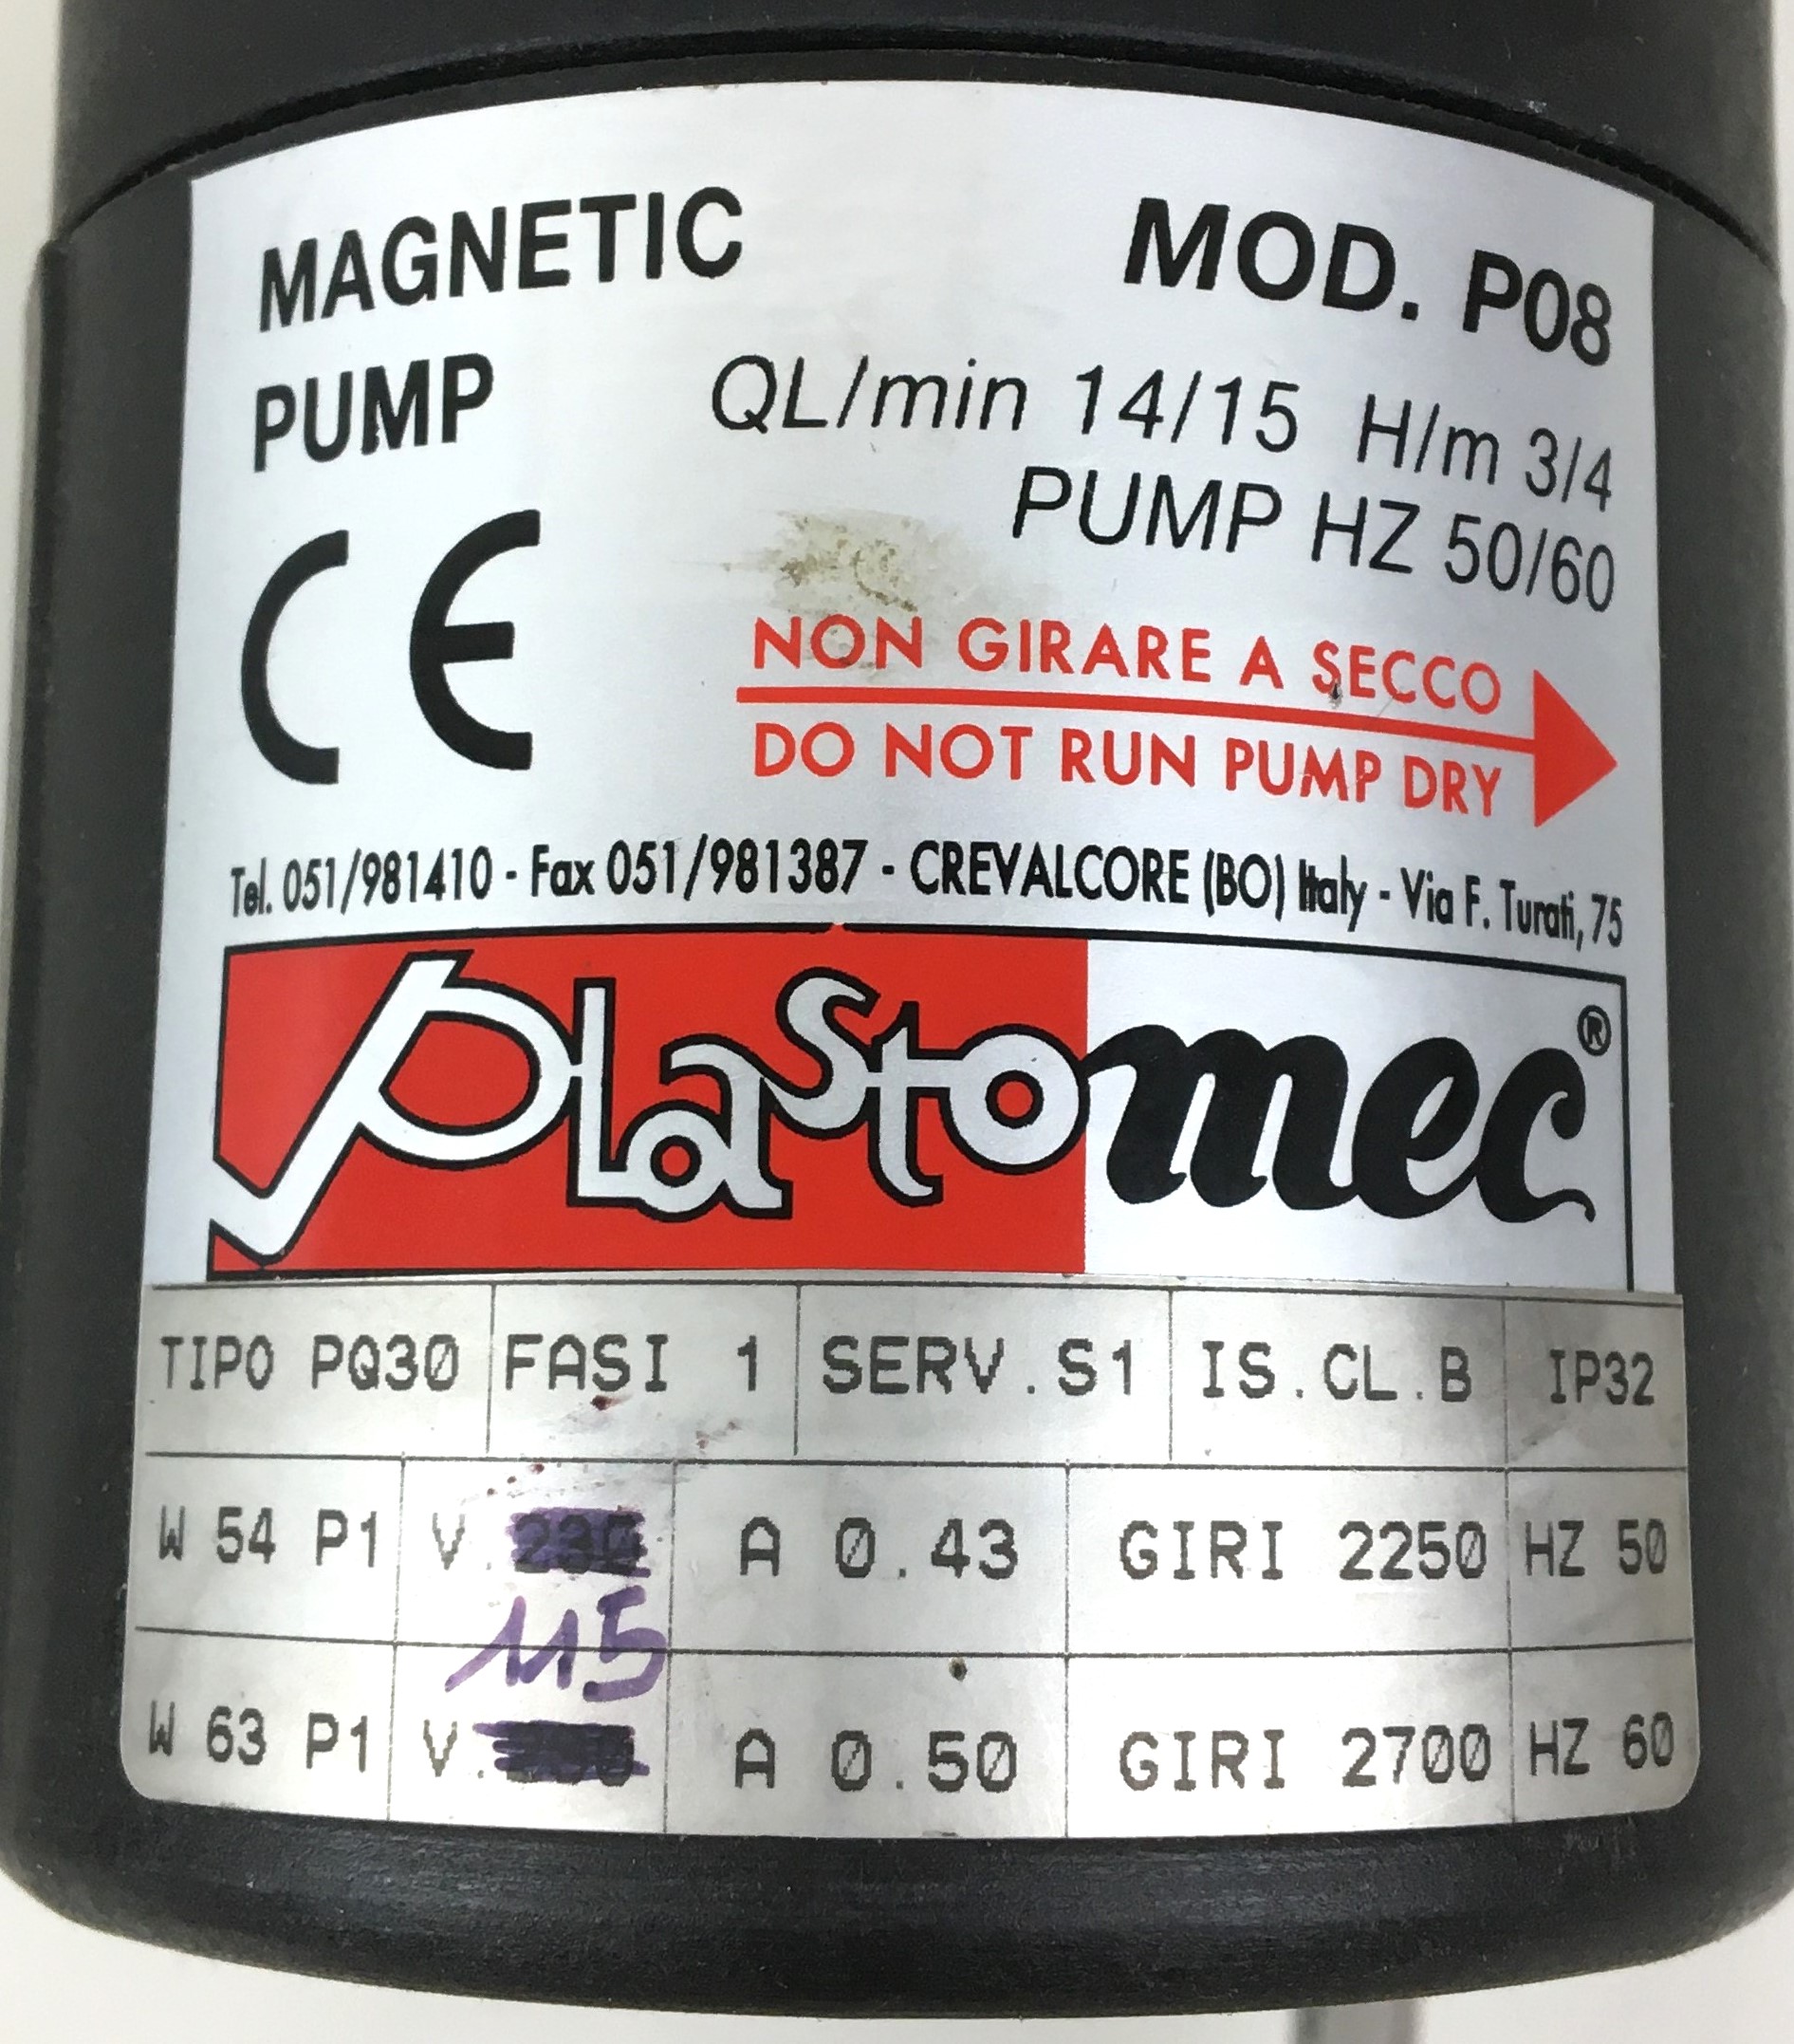 MAGNETIC
PUMP
MOD. P08
QL/min 14/15 H/m 3/4
PUMP HZ 50/60
CE
NON GIRARE A SECCO
DO NOT RUN PUMP DRY
Tel. 051/981410 - Fax 051/981387 - CREVALCORE (BO) Italy - Via F. Turati, 75
Plastomec®
TIPO PQ30 FASI 1 SERV.S1 IS.CL.B IP32
W 54 P1 V.230 A 0.43 GIRI 2250 HZ 50
115
W 63 P1 V. A 0.50 GIRI 2700 HZ 60